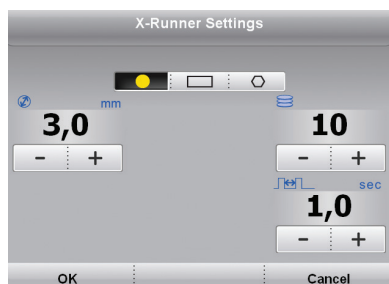 X-Runner Settings
mm
3,0
10
- +
- +
sec
1,0
- +
OK Cancel